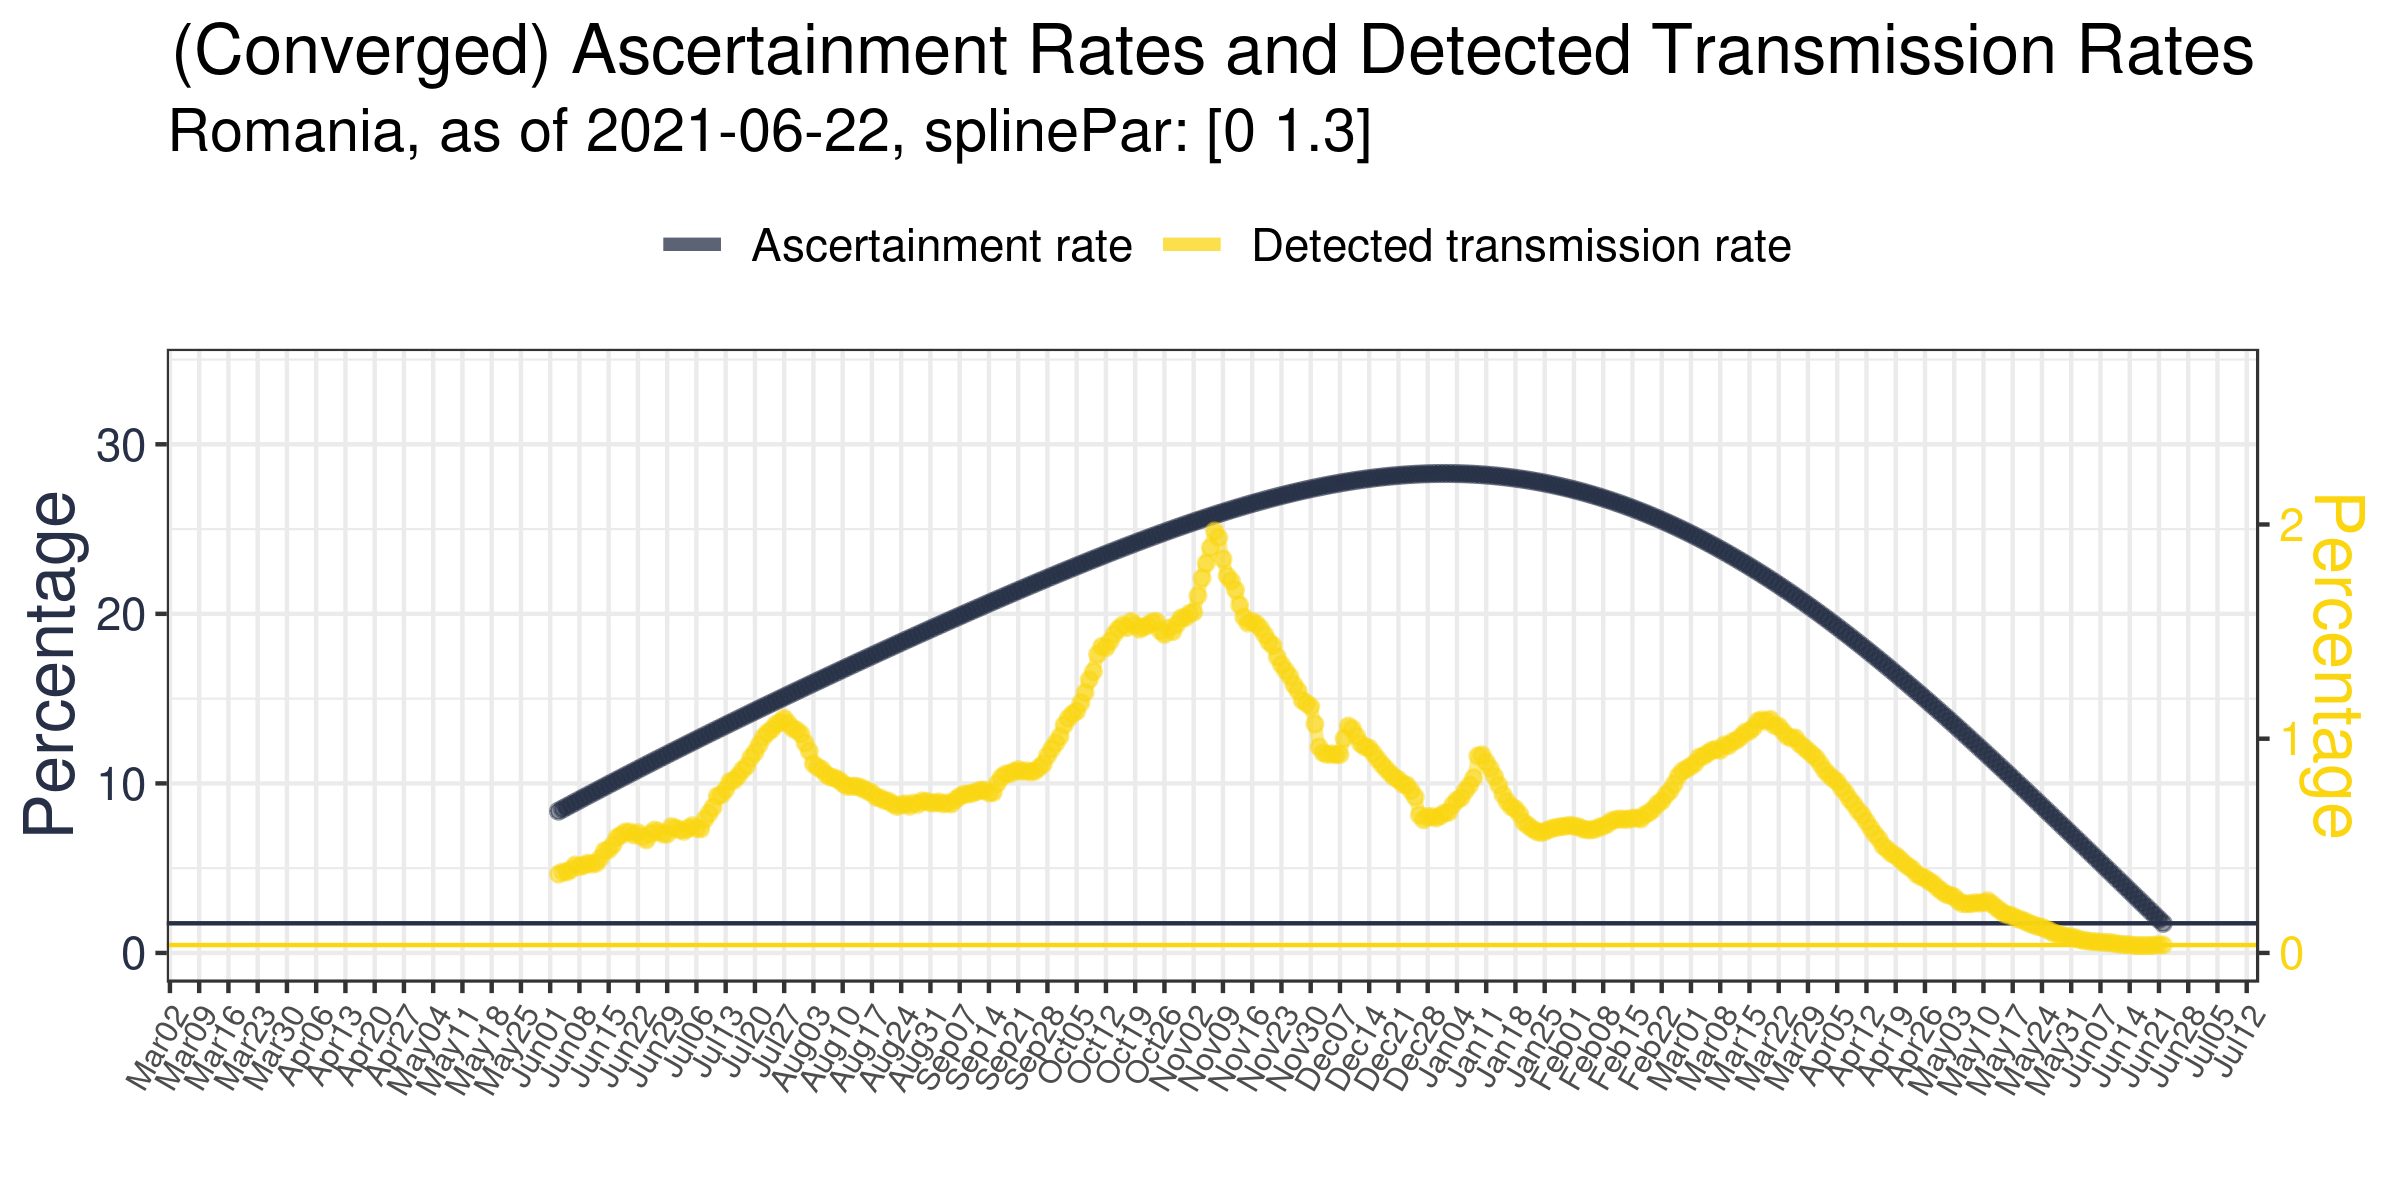 (Converged) Ascertainment Rates and Detected Transmission Rates
Romania, as of 2021-06-22, splinePar: [0 1.3]
Ascertainment rate Detected transmission rate
Percentage
30
20
10
0
2
1
0
Percentage
Mar02 Mar09 Mar16 Mar23 Mar30 Apr06 Apr13 Apr20 Apr27 May04 May11 May18 May25 Jun01 Jun08 Jun15 Jun22 Jun29 Jul06 Jul13 Jul20 Jul27 Aug03 Aug10 Aug17 Aug24 Aug31 Sep07 Sep14 Sep21 Sep28 Oct05 Oct12 Oct19 Oct26 Nov02 Nov09 Nov16 Nov23 Nov30 Dec07 Dec14 Dec21 Dec28 Jan04 Jan11 Jan18 Jan25 Feb01 Feb08 Feb15 Feb22 Mar01 Mar08 Mar15 Mar22 Mar29 Apr05 Apr12 Apr19 Apr26 May03 May10 May17 May24 May31 Jun07 Jun14 Jun21 Jun28 Jul05 Jul12